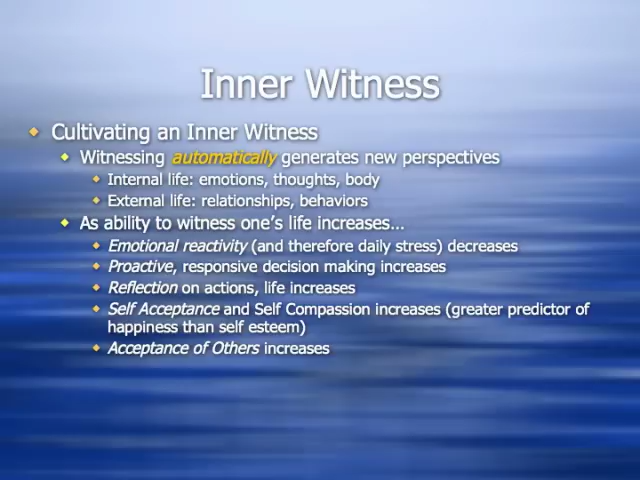 Inner Witness
Cultivating an Inner Witness
Witnessing automatically generates new perspectives
Internal life: emotions, thoughts, body
External life: relationships, behaviors
As ability to witness one's life increases...
Emotional reactivity (and therefore daily stress) decreases
Proactive, responsive decision making increases
Reflection on actions, life increases
Self Acceptance and Self Compassion increases (greater predictor of
happiness than self esteem)
Acceptance of Others increases